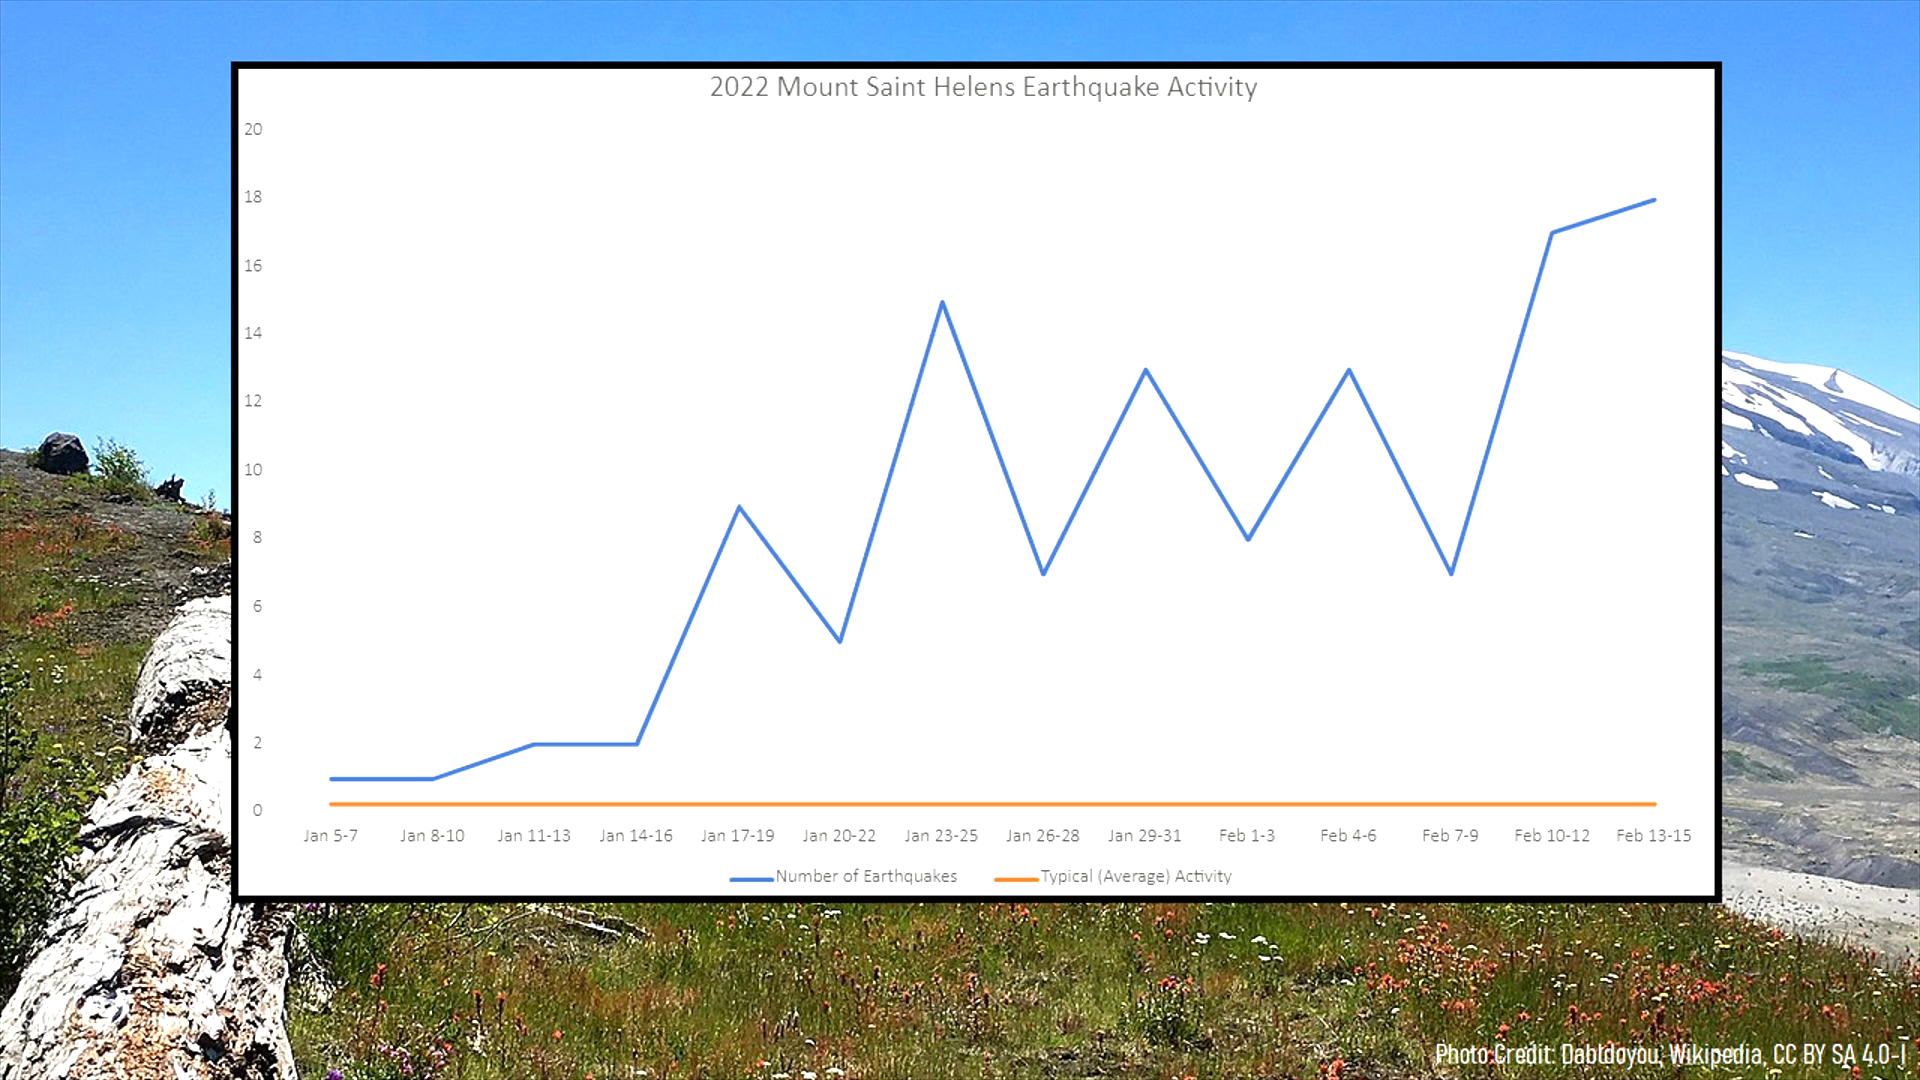 2022 Mount Saint Helens Earthquake Activity
20
18
16
14
12
10
8
6
4
2
0
Jan 5-7 Jan 8-10 Jan 11-13 Jan 14-16 Jan 17-19 Jan 20-22 Jan 23-25 Jan 26-28 Jan 29-31 Feb 1-3 Feb 4-6 Feb 7-9 Feb 10-12 Feb 13-15
Number of Earthquakes Typical (Average) Activity
Photo Credit: Dabldoyou, Wikipedia, CC BY SA 4.0-I